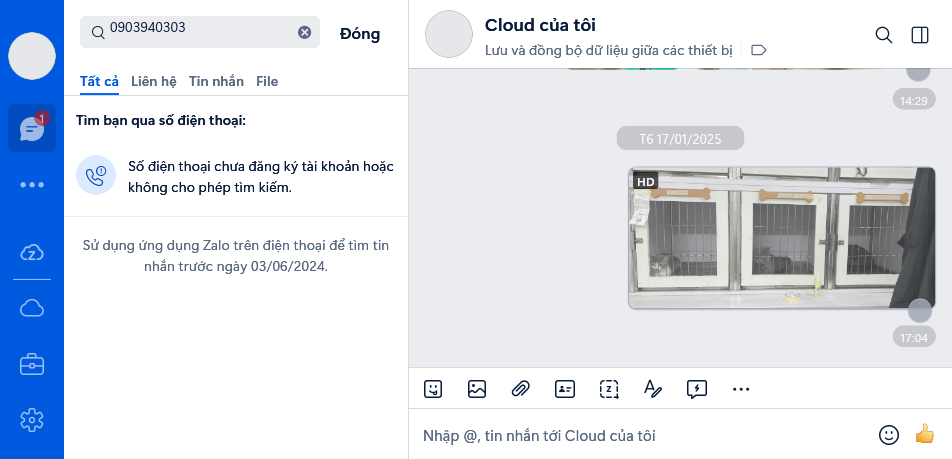 0903940303
Đóng
Tất cả Liên hệ Tin nhắn File
Tìm bạn qua số điện thoại:
Số điện thoại chưa đăng ký tài khoản hoặc
không cho phép tìm kiếm.
Sử dụng ứng dụng Zalo trên điện thoại để tìm tin
nhắn trước ngày 03/06/2024.
1
Z
Cloud của tôi
Lưu và đồng bộ dữ liệu giữa các thiết bị
14:29
T6 17/01/2025
HD
17:04
Z
Nhập @, tin nhắn tới Cloud của tôi